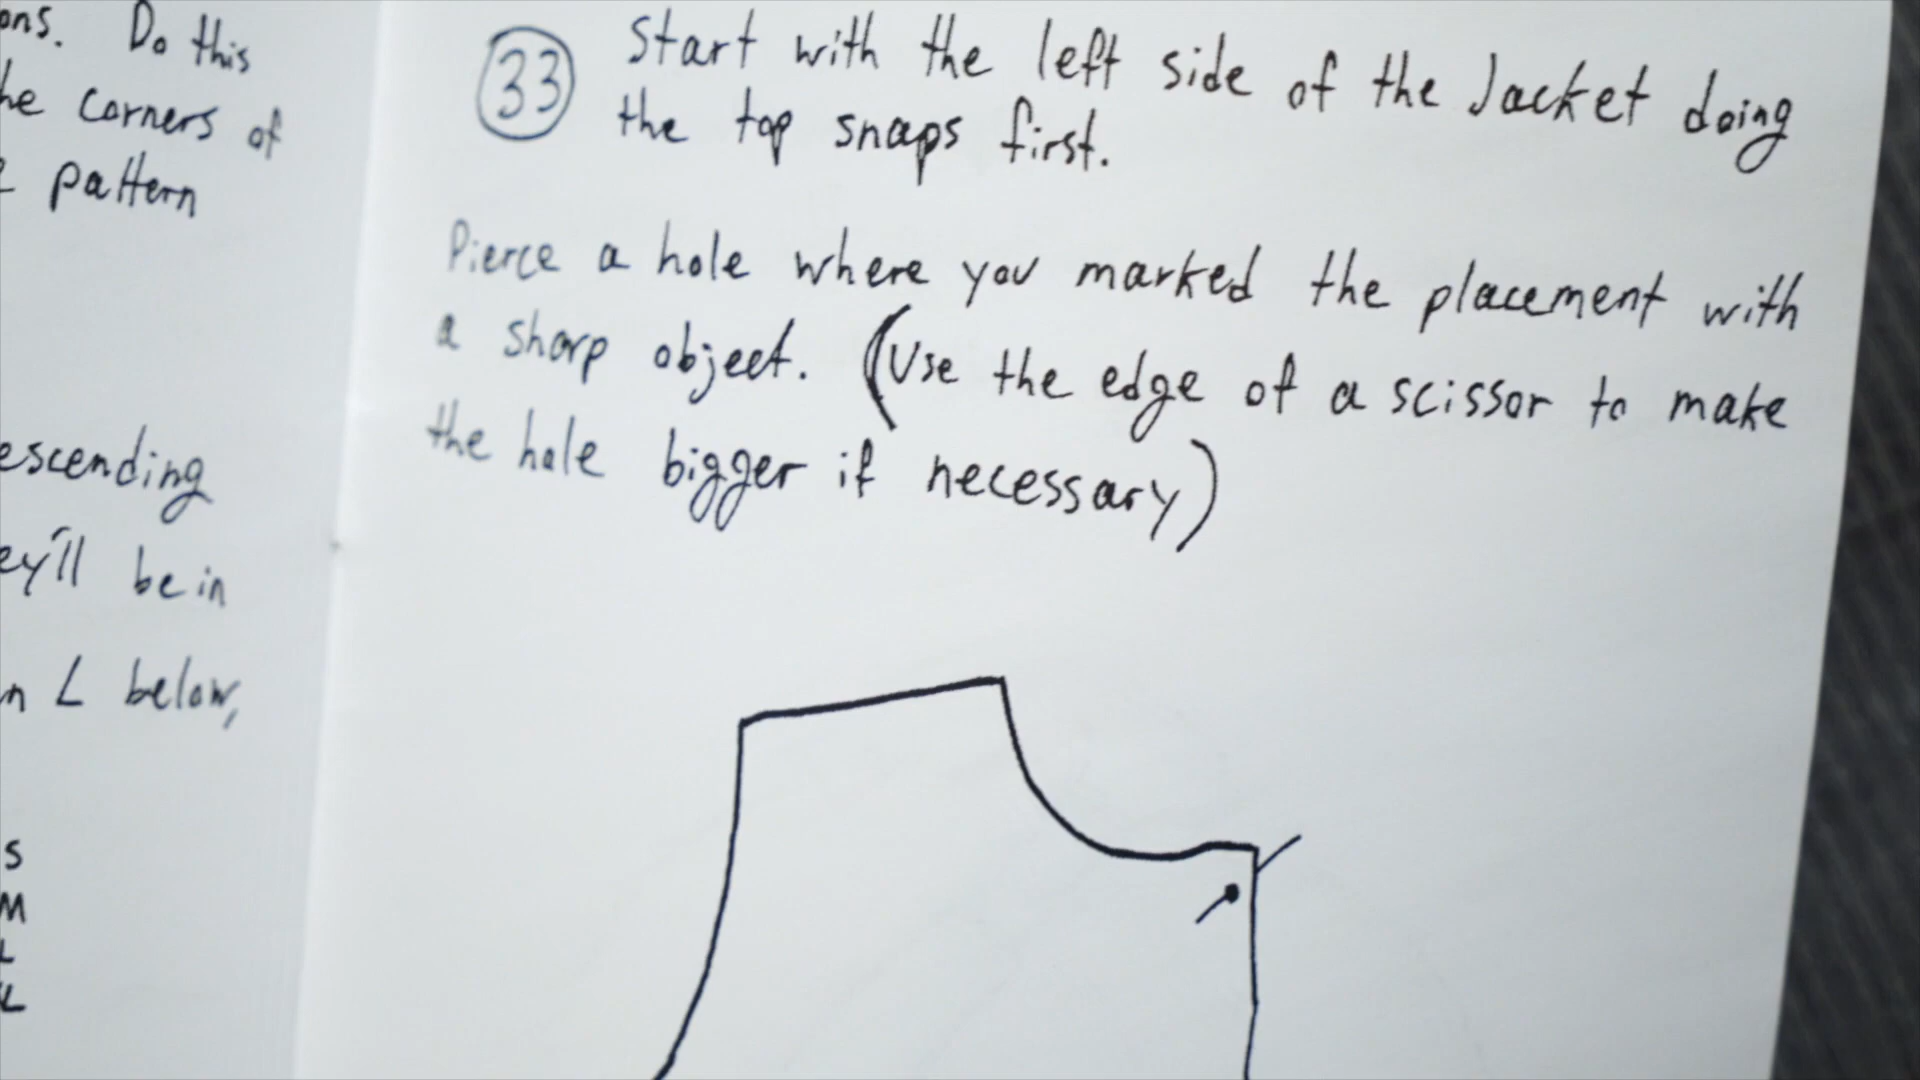 ons. Do this
he corners of
pattern
escending
ey'll be in
n L below,
S
M
L
33 Start with the left side of the Jacket doing
the top snaps first.
Pierce a hole where you marked the placement with
a sharp object. (Use the edge of a scissor to make
the hole bigger if necessary)